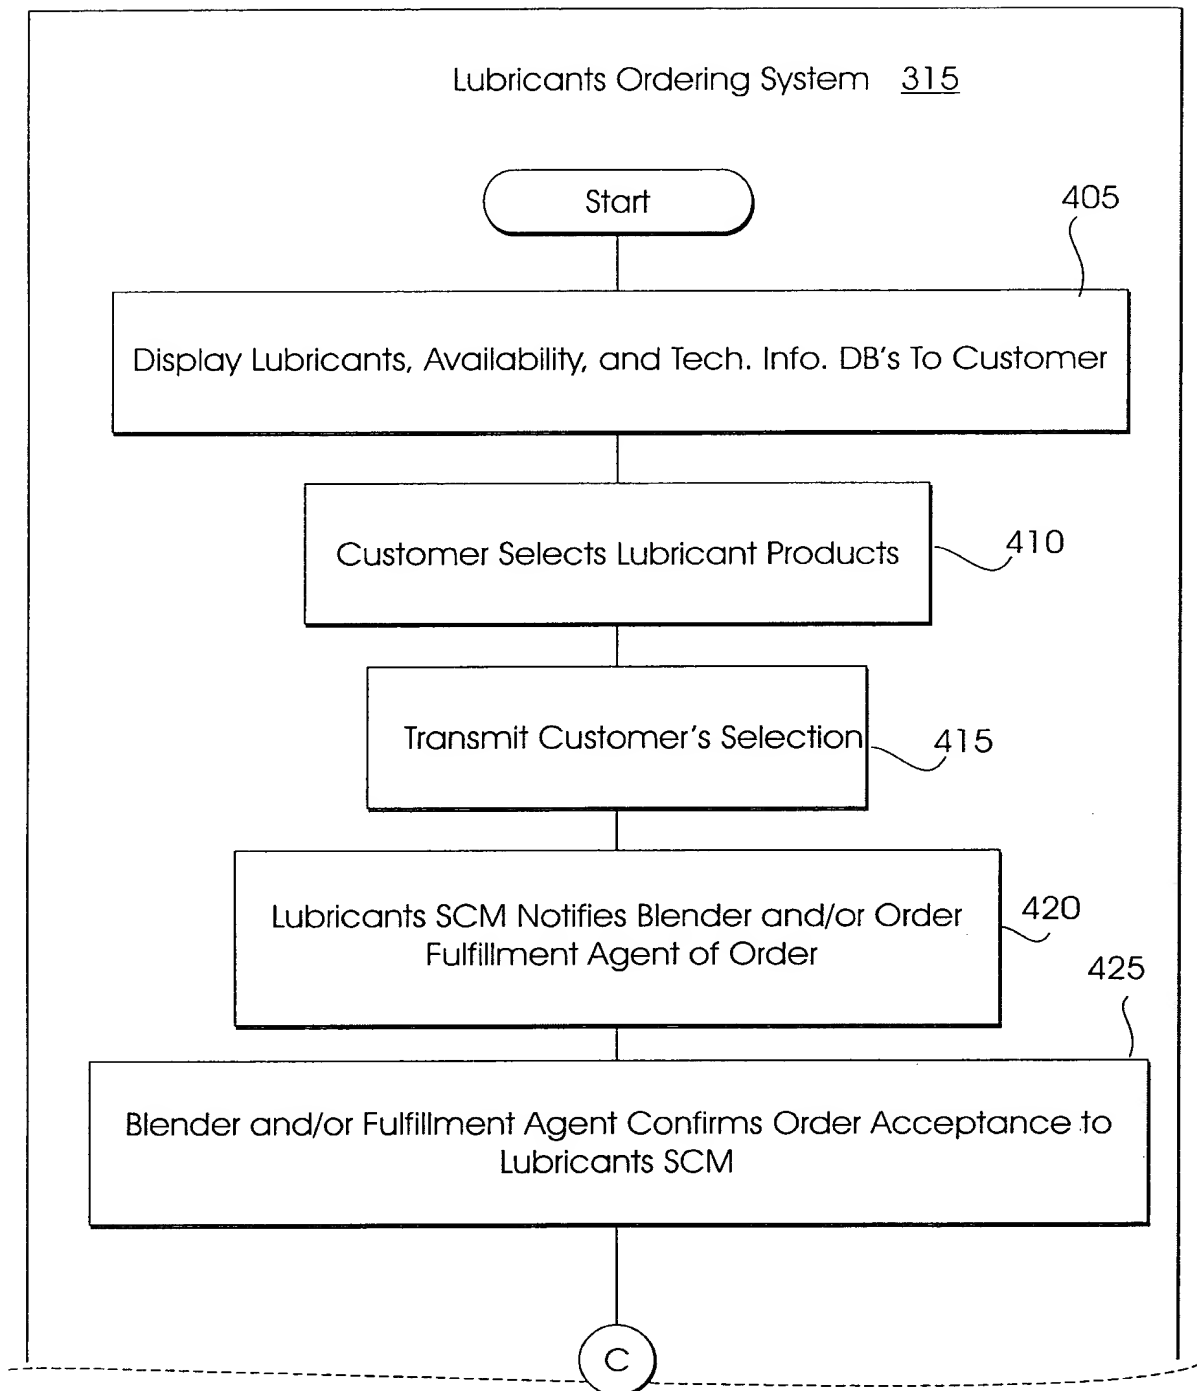 Lubricants Ordering System 315
Start
405
Display Lubricants, Availability, and Tech. Info. DB's To Customer
Customer Selects Lubricant Products
410
Transmit Customer's Selection
415
Lubricants SCM Notifies Blender and/or Order
Fulfillment Agent of Order
420
425
Blender and/or Fulfillment Agent Confirms Order Acceptance to
Lubricants SCM
C